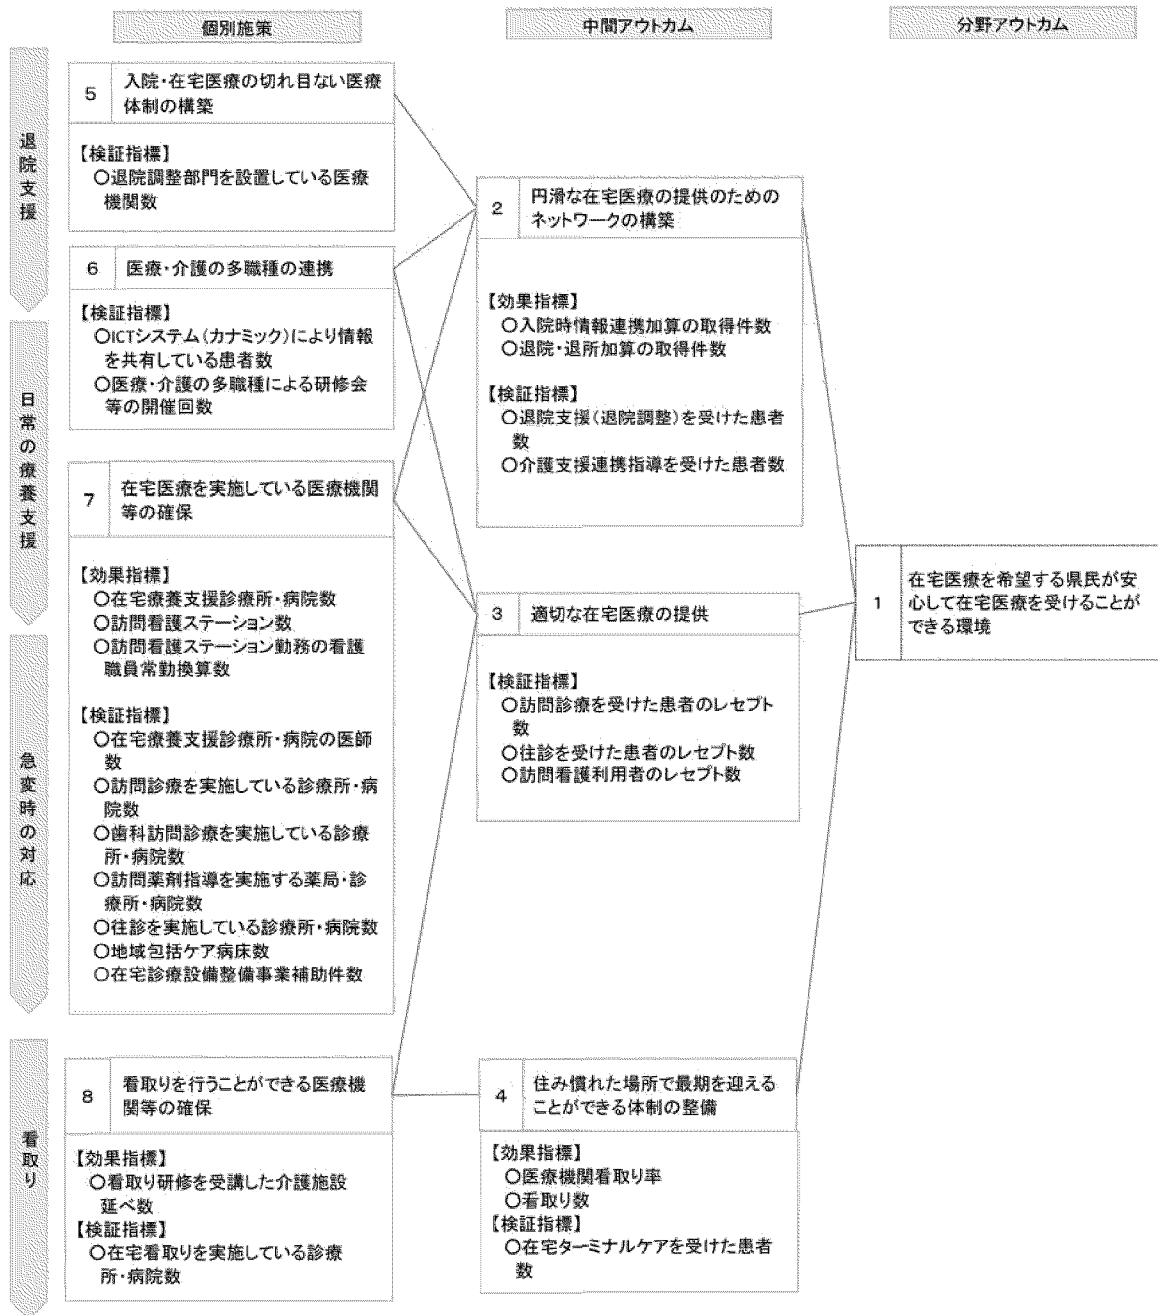 個別施策
中間アウトカム
分野アウトカム
退院支援
日常の療養支援
急変時の対応
看取り
5
入院・在宅医療の切れ目ない医療
体制の構築
【検証指標】
○退院調整部門を設置している医療
機関数
6
医療・介護の多職種の連携
【検証指標】
○ICTシステム(カナミック)により情報
を共有している患者数
○医療・介護の多職種による研修会
等の開催回数
7
在宅医療を実施している医療機関
等の確保
【効果指標】
○在宅療養支援診療所・病院数
○訪問看護ステーション数
○訪問看護ステーション勤務の看護
職員常勤換算数
【検証指標】
○在宅療養支援診療所・病院の医師
数
○訪問診療を実施している診療所・病
院数
○歯科訪問診療を実施している診療
所・病院数
○訪問薬剤指導を実施する薬局・診
療所・病院数
○往診を実施している診療所・病院数
○地域包括ケア病床数
○在宅診療設備整備事業補助件数
8
看取りを行うことができる医療機
関等の確保
【効果指標】
○看取り研修を受講した介護施設
延べ数
【検証指標】
○在宅看取りを実施している診療
所・病院数
2
円滑な在宅医療の提供のための
ネットワークの構築
【効果指標】
○入院時情報連携加算の取得件数
○退院・退所加算の取得件数
【検証指標】
○退院支援(退院調整)を受けた患者
数
○介護支援連携指導を受けた患者数
3
適切な在宅医療の提供
【検証指標】
○訪問診療を受けた患者のレセプト
数
○往診を受けた患者のレセプト数
○訪問看護利用者のレセプト数
4
住み慣れた場所で最期を迎える
ことができる体制の整備
【効果指標】
○医療機関看取り率
○看取り数
【検証指標】
○在宅ターミナルケアを受けた患者
数
1
在宅医療を希望する県民が安
心して在宅医療を受けることが
できる環境